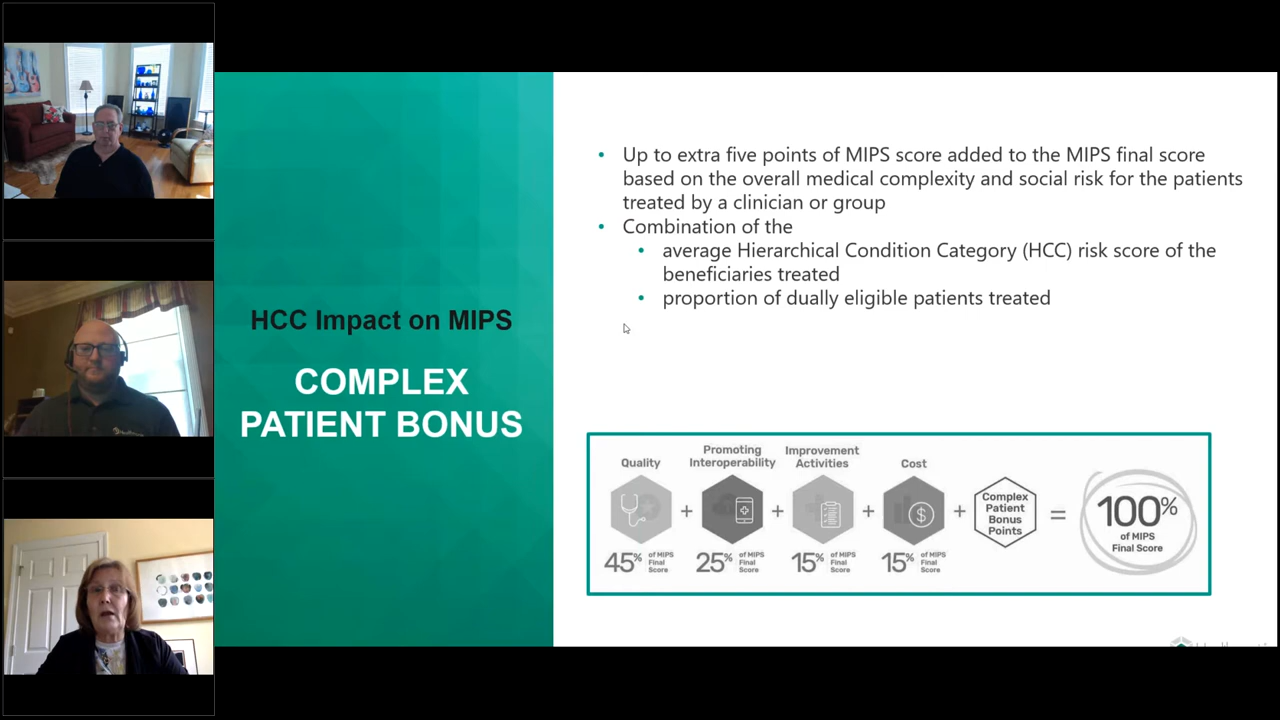 HCC Impact on MIPS
COMPLEX
PATIENT BONUS
• Up to extra five points of MIPS score added to the MIPS final score
based on the overall medical complexity and social risk for the patients
treated by a clinician or group
• Combination of the
• average Hierarchical Condition Category (HCC) risk score of the
beneficiaries treated
• proportion of dually eligible patients treated
Quality
45% of MIPS
Final
Score
+
Promoting
Interoperability
25% of MIPS
Final
Score
+
Improvement
Activities
15% of MIPS
Final
Score
+
Cost
$
15% of MIPS
Final
Score
+
Complex
Patient
Bonus
Points
=
100%
of MIPS
Final Score